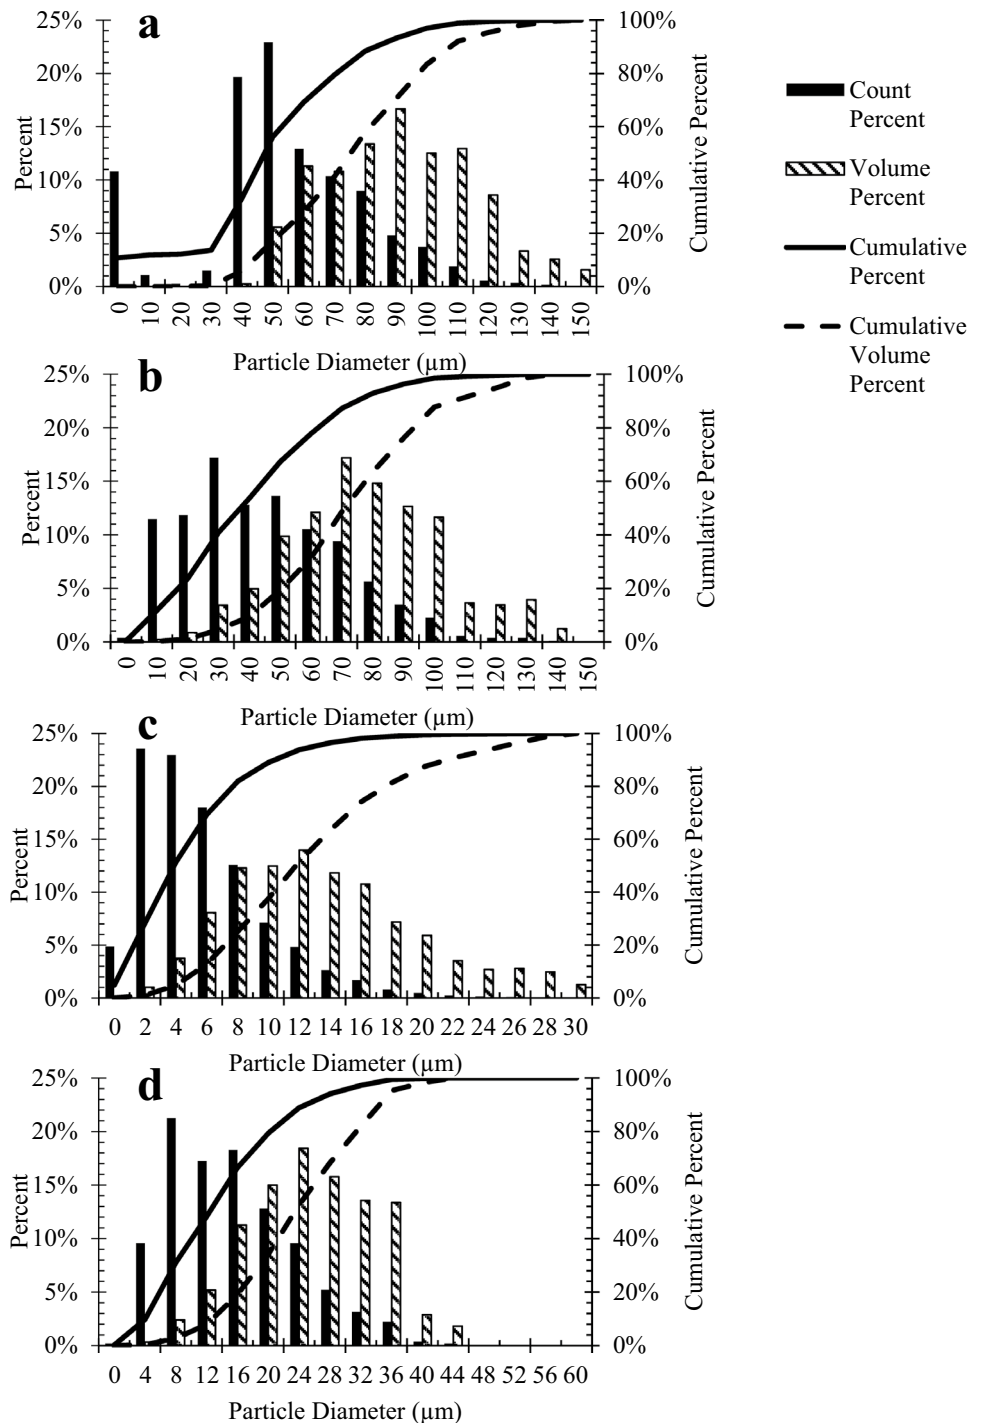 a
25%
20%
15%
10%
5%
0%
Percent
100%
80%
60%
40%
20%
0%
Cumulative Percent
0 10 20 30 40 50 60 70 80 90 100 110 120 130 140 150
Particle Diameter (µm)
Count
Percent
Volume
Percent
Cumulative
Percent
Cumulative
Volume
Percent
b
25%
20%
15%
10%
5%
0%
Percent
100%
80%
60%
40%
20%
0%
Cumulative Percent
0 10 20 30 40 50 60 70 80 90 100 110 120 130 140 150
Particle Diameter (µm)
c
25%
20%
15%
10%
5%
0%
Percent
100%
80%
60%
40%
20%
0%
Cumulative Percent
0 2 4 6 8 10 12 14 16 18 20 22 24 26 28 30
Particle Diameter (µm)
d
25%
20%
15%
10%
5%
0%
Percent
100%
80%
60%
40%
20%
0%
Cumulative Percent
0 4 8 12 16 20 24 28 32 36 40 44 48 52 56 60
Particle Diameter (µm)